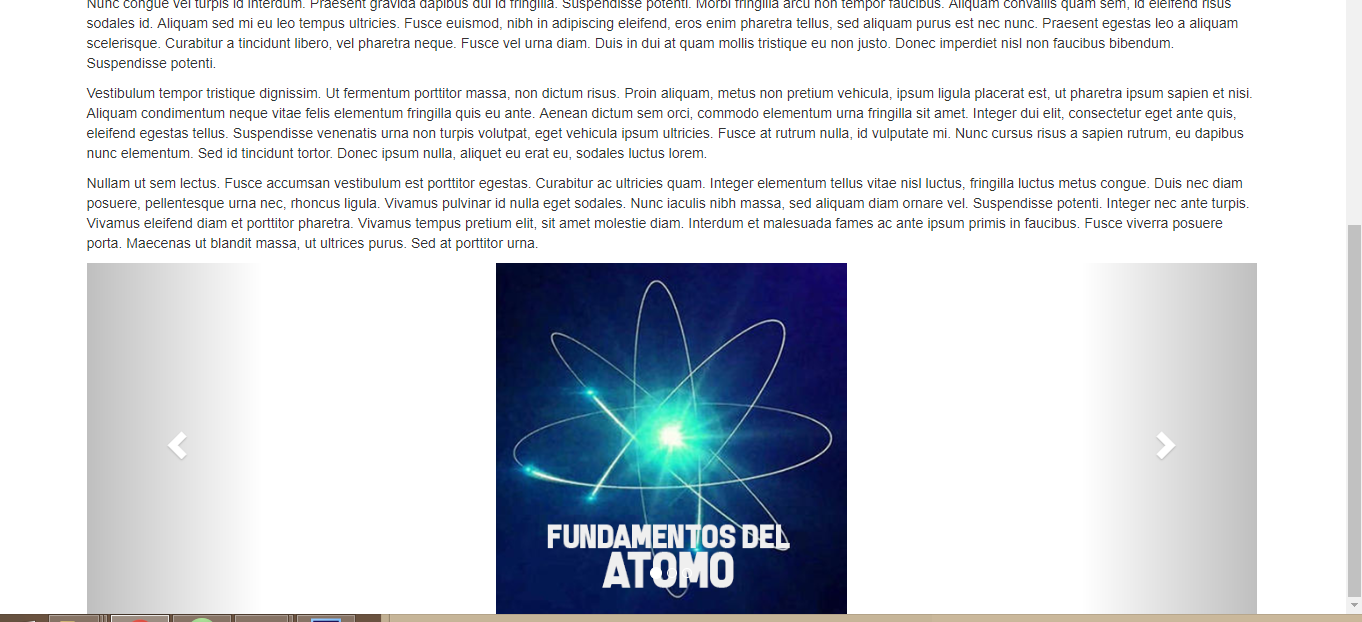 Nunc congue vel turpis id interdum. Praesent gravida dapibus dui id fringilla. Suspendisse potenti. Morbi fringilla arcu non tempor faucibus. Aliquam convallis quam sem, id eleifend risus
sodales id. Aliquam sed mi eu leo tempus ultricies. Fusce euismod, nibh in adipiscing eleifend, eros enim pharetra tellus, sed aliquam purus est nec nunc. Praesent egestas leo a aliquam
scelerisque. Curabitur a tincidunt libero, vel pharetra neque. Fusce vel urna diam. Duis in dui at quam mollis tristique eu non justo. Donec imperdiet nisl non faucibus bibendum.
Suspendisse potenti.
Vestibulum tempor tristique dignissim. Ut fermentum porttitor massa, non dictum risus. Proin aliquam, metus non pretium vehicula, ipsum ligula placerat est, ut pharetra ipsum sapien et nisi.
Aliquam condimentum neque vitae felis elementum fringilla quis eu ante. Aenean dictum sem orci, commodo elementum urna fringilla sit amet. Integer dui elit, consectetur eget ante quis,
eleifend egestas tellus. Suspendisse venenatis urna non turpis volutpat, eget vehicula ipsum ultricies. Fusce at rutrum nulla, id vulputate mi. Nunc cursus risus a sapien rutrum, eu dapibus
nunc elementum. Sed id tincidunt tortor. Donec ipsum nulla, aliquet eu erat eu, sodales luctus lorem.
Nullam ut sem lectus. Fusce accumsan vestibulum est porttitor egestas. Curabitur ac ultricies quam. Integer elementum tellus vitae nisl luctus, fringilla luctus metus congue. Duis nec diam
posuere, pellentesque urna nec, rhoncus ligula. Vivamus pulvinar id nulla eget sodales. Nunc iaculis nibh massa, sed aliquam diam ornare vel. Suspendisse potenti. Integer nec ante turpis.
Vivamus eleifend diam et porttitor pharetra. Vivamus tempus pretium elit, sit amet molestie diam. Interdum et malesuada fames ac ante ipsum primis in faucibus. Fusce viverra posuere
porta. Maecenas ut blandit massa, ut ultrices purus. Sed at porttitor urna.
FUNDAMENTOS DEL
ATOMO